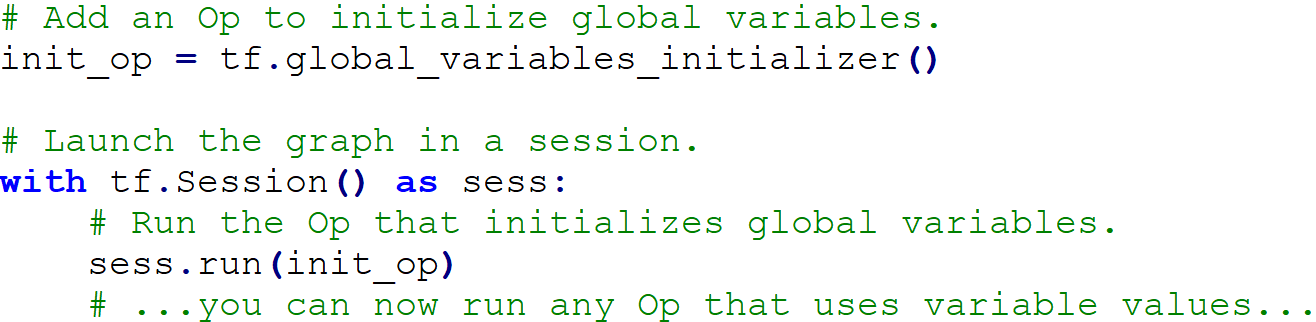 # Add an Op to initialize global variables.
init_op = tf.global_variables_initializer()
# Launch the graph in a session.
with tf.Session() as sess:
    # Run the Op that initializes global variables.
    sess.run(init_op)
    # ...you can now run any Op that uses variable values...